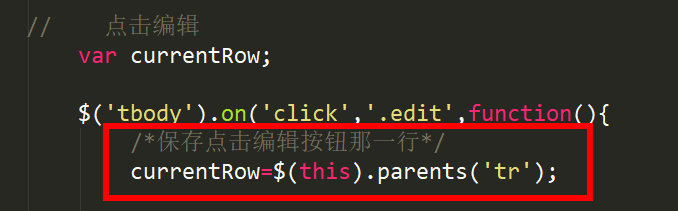 //    点击编辑
var currentRow;
$('tbody').on('click','.edit',function(){
/*保存点击编辑按钮那一行*/
currentRow=$(this).parents('tr');